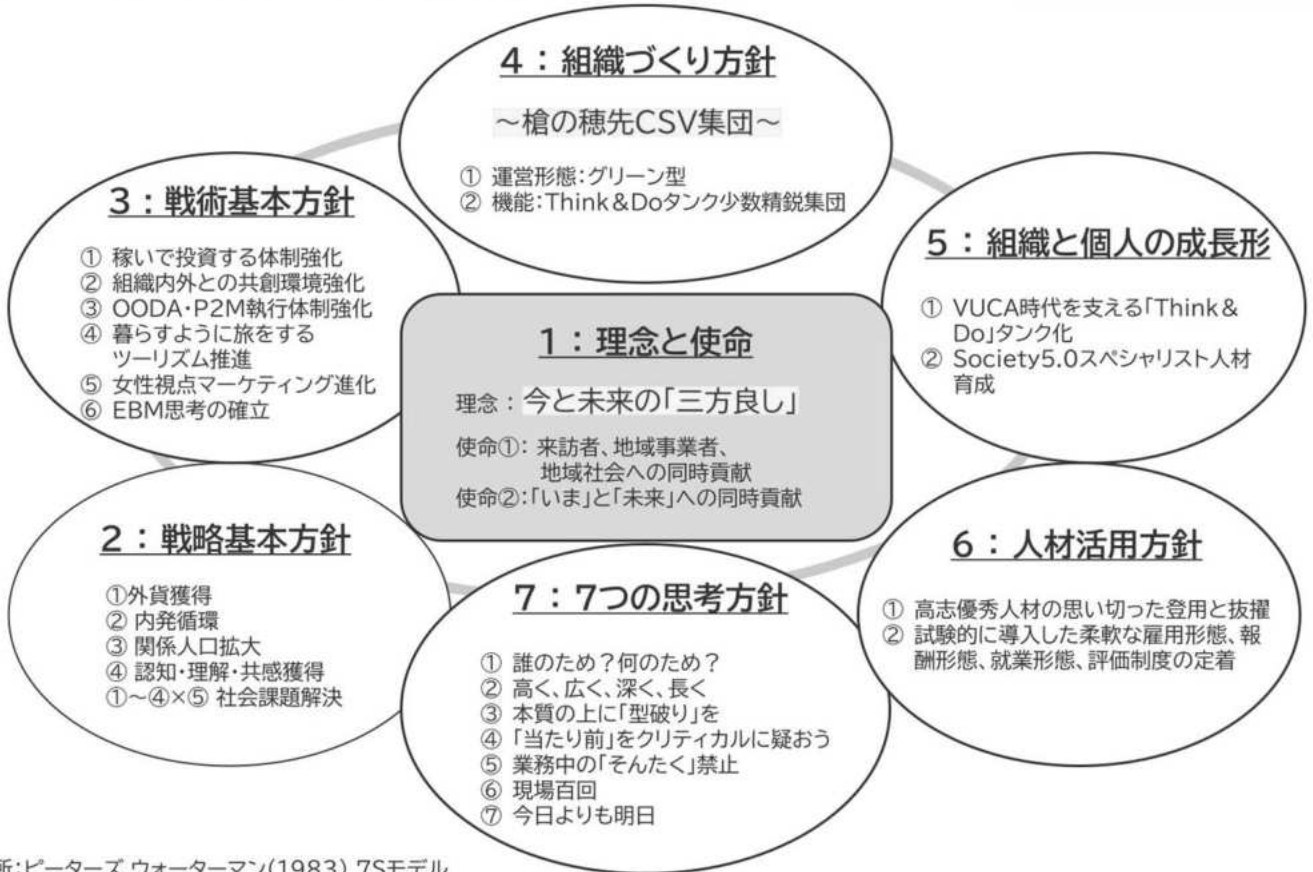 4：組織づくり方針
～槍の穂先CSV集団～
① 運営形態:グリーン型
② 機能:Think&Doタンク少数精鋭集団
3：戦術基本方針
① 稼いで投資する体制強化
② 組織内外との共創環境強化
③ OODA・P2M執行体制強化
④ 暮らすように旅をする
ツーリズム推進
⑤ 女性視点マーケティング進化
⑥ EBM思考の確立
5：組織と個人の成長形
① VUCA時代を支える「Think&
Do」タンク化
② Society5.0スペシャリスト人材
育成
1：理念と使命
理念：今と未来の「三方良し」
使命①: 来訪者、地域事業者、
地域社会への同時貢献
使命②:「いま」と「未来」への同時貢献
2：戦略基本方針
①外貨獲得
② 内発循環
③ 関係人口拡大
④ 認知・理解・共感獲得
①～④×⑤ 社会課題解決
7：7つの思考方針
① 誰のため？何のため？
② 高く、広く、深く、長く
③ 本質の上に「型破り」を
④ 「当たり前」をクリティカルに疑おう
⑤ 業務中の「そんたく」禁止
⑥ 現場百回
⑦ 今日よりも明日
6：人材活用方針
① 高志優秀人材の思い切った登用と抜擢
② 試験的に導入した柔軟な雇用形態、報
酬形態、就業形態、評価制度の定着
所:ピーターズ ウォーターマン(1983) 7Sモデル